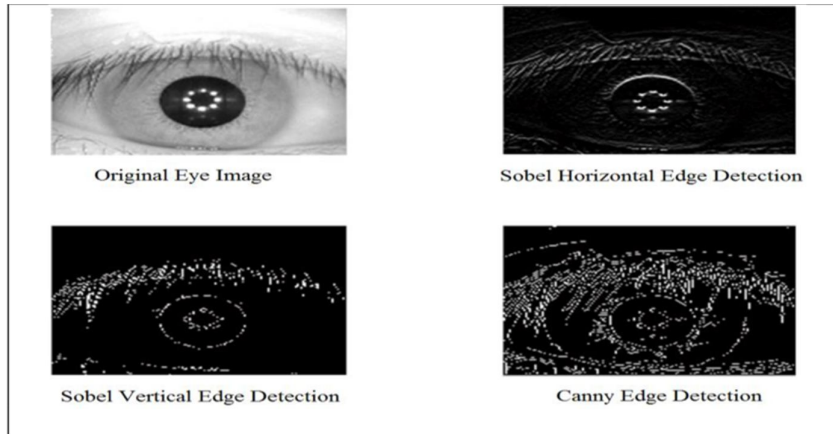 Original Eye Image
Sobel Horizontal Edge Detection
Sobel Vertical Edge Detection
Canny Edge Detection